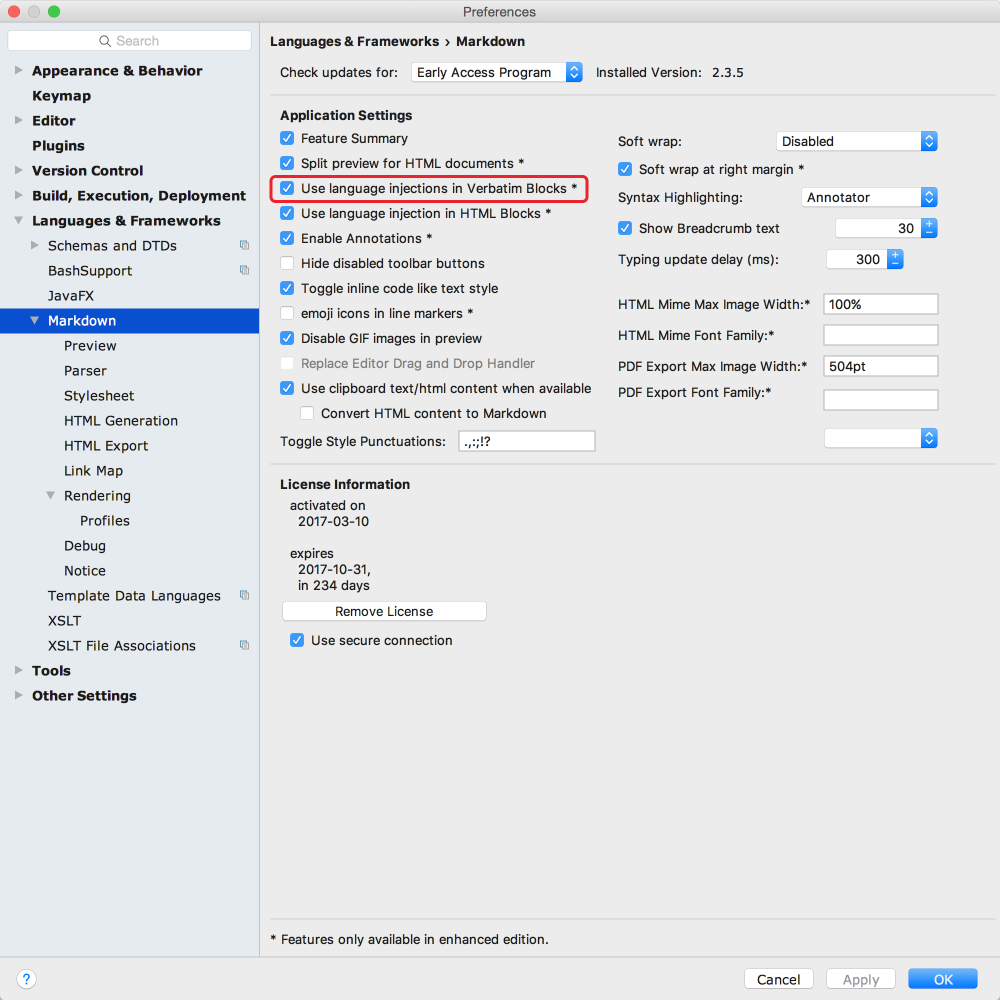 Preferences
Search
Appearance & Behavior
Keymap
Editor
Plugins
Version Control
Build, Execution, Deployment
Languages & Frameworks
Schemas and DTDs
BashSupport
JavaFX
Markdown
Preview
Parser
Stylesheet
HTML Generation
HTML Export
Link Map
Rendering
Profiles
Debug
Notice
Template Data Languages
XSLT
XSLT File Associations
Tools
Other Settings
Languages & Frameworks › Markdown
Check updates for: Early Access Program Installed Version: 2.3.5
Application Settings
Feature Summary
Split preview for HTML documents *
Use language injections in Verbatim Blocks *
Use language injection in HTML Blocks *
Enable Annotations *
Hide disabled toolbar buttons
Toggle inline code like text style
emoji icons in line markers *
Disable GIF images in preview
Replace Editor Drag and Drop Handler
Use clipboard text/html content when available
Convert HTML content to Markdown
Toggle Style Punctuations: .,:;!?
Soft wrap: Disabled
Soft wrap at right margin *
Syntax Highlighting: Annotator
Show Breadcrumb text 30
Typing update delay (ms): 300
HTML Mime Max Image Width:* 100%
HTML Mime Font Family:*
PDF Export Max Image Width:* 504pt
PDF Export Font Family:*
License Information
activated on
2017-03-10
expires
2017-10-31,
in 234 days
Remove License
Use secure connection
* Features only available in enhanced edition.
? Cancel Apply OK